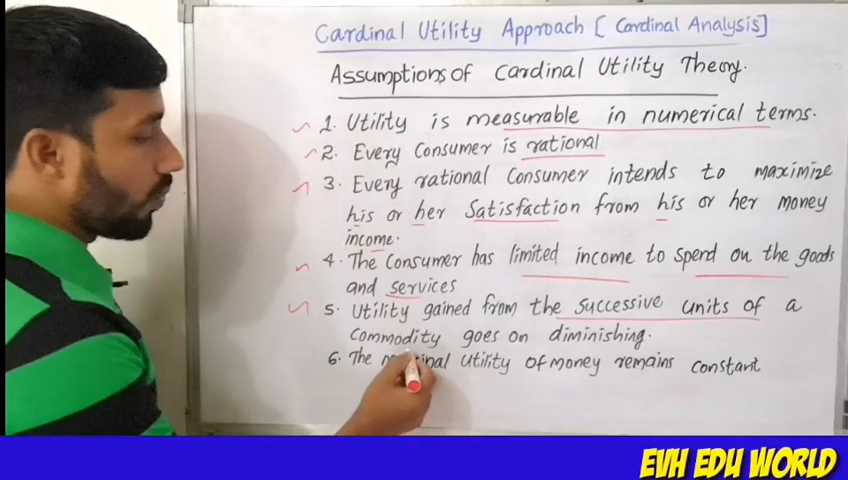 Cardinal Utility Approach [ Cardinal Analysis]
Assumptions of Cardinal Utility Theory.
1. Utility is measurable in numerical terms.
2. Every Consumer is rational
3. Every rational Consumer intends to maximize
his or her Satisfaction from his or her money
income.
4. The Consumer has limited income to spend on the goods
and services
5. Utility gained from the successive units of a
Commodity goes on diminishing.
6. The Utility of money remains constant
EVH EDU WORLD